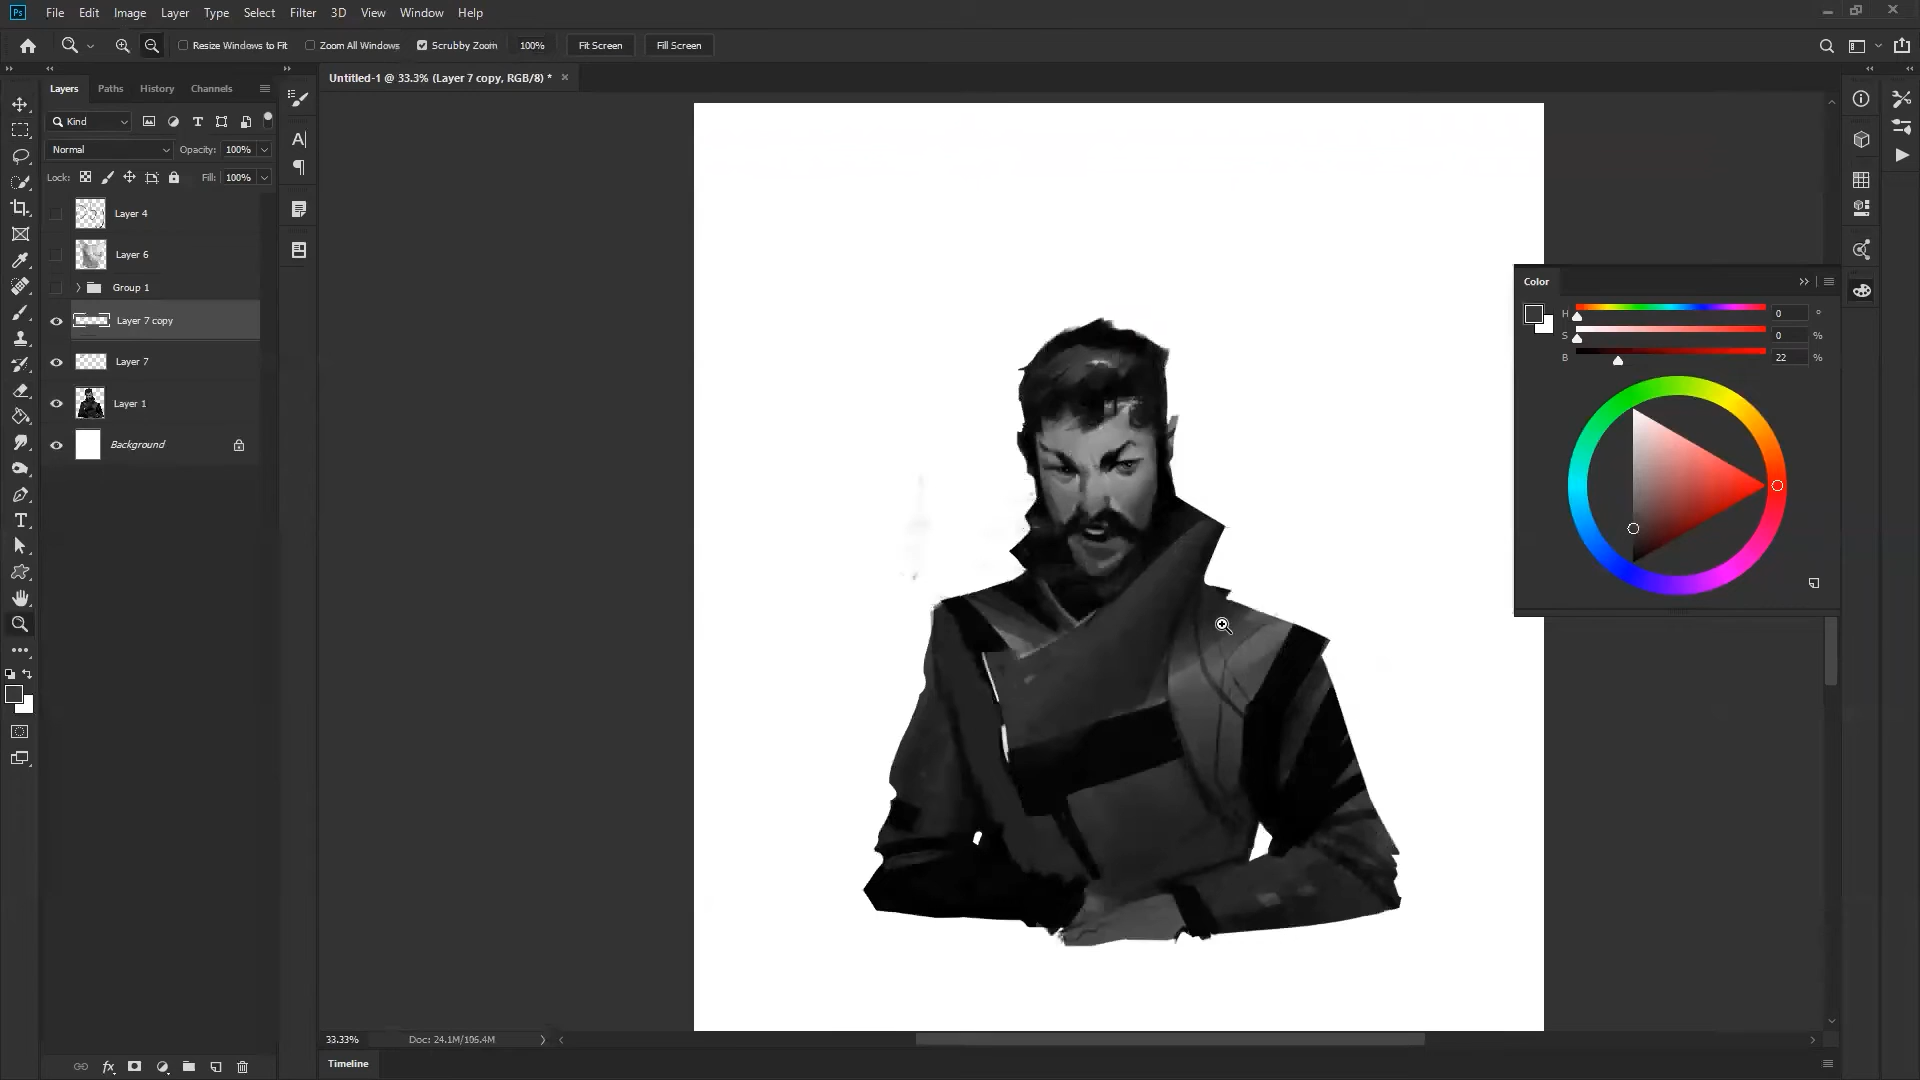 Ps File Edit Image Layer Type Select Filter 3D View Window Help
Resize Windows to Fit Zoom All Windows Scrubby Zoom 100% Fit Screen Fill Screen
Layers Paths History Channels
Untitled-1 @ 33.3% (Layer 7 copy, RGB/8) *
Kind
Normal Opacity: 100%
Lock: Fill: 100%
Layer 4
Layer 6
Group 1
Layer 7 copy
Layer 7
Layer 1
Background
Color
H 0 °
S 0 %
B 22 %
33.33% Doc: 24.1M/106.4M
Timeline